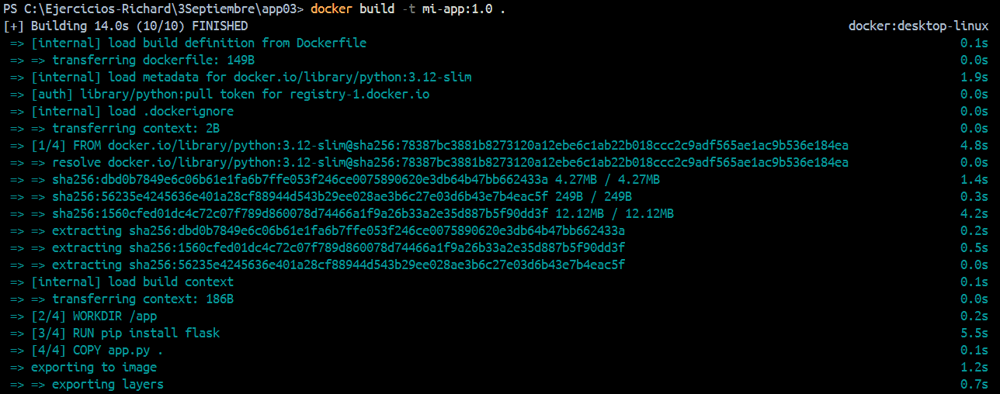 PS C:\Ejercicios-Richard\3Septiembre\app03> docker build -t mi-app:1.0 .
[+] Building 14.0s (10/10) FINISHED docker:desktop-linux
=> [internal] load build definition from Dockerfile 0.1s
=> => transferring dockerfile: 149B 0.0s
=> [internal] load metadata for docker.io/library/python:3.12-slim 1.9s
=> [auth] library/python:pull token for registry-1.docker.io 0.0s
=> [internal] load .dockerignore 0.0s
=> => transferring context: 2B 0.0s
=> [1/4] FROM docker.io/library/python:3.12-slim@sha256:78387bc3881b8273120a12ebe6c1ab22b018ccc2c9adf565ae1ac9b536e184ea 4.8s
=> => resolve docker.io/library/python:3.12-slim@sha256:78387bc3881b8273120a12ebe6c1ab22b018ccc2c9adf565ae1ac9b536e184ea 0.0s
=> => sha256:dbd0b7849e6c06b61e1fa6b7ffe053f246ce0075890620e3db64b47bb662433a 4.27MB / 4.27MB 1.4s
=> => sha256:56235e4245636e401a28cf88944d543b29ee028ae3b6c27e03d6b43e7b4eac5f 249B / 249B 0.3s
=> => sha256:1560cfed01dc4c72c07f789d860078d74466a1f9a26b33a2e35d887b5f90dd3f 12.12MB / 12.12MB 4.2s
=> => extracting sha256:dbd0b7849e6c06b61e1fa6b7ffe053f246ce0075890620e3db64b47bb662433a 0.2s
=> => extracting sha256:1560cfed01dc4c72c07f789d860078d74466a1f9a26b33a2e35d887b5f90dd3f 0.5s
=> => extracting sha256:56235e4245636e401a28cf88944d543b29ee028ae3b6c27e03d6b43e7b4eac5f 0.0s
=> [internal] load build context 0.1s
=> => transferring context: 186B 0.0s
=> [2/4] WORKDIR /app 0.2s
=> [3/4] RUN pip install flask 5.5s
=> [4/4] COPY app.py . 0.1s
=> exporting to image 1.2s
=> => exporting layers 0.7s